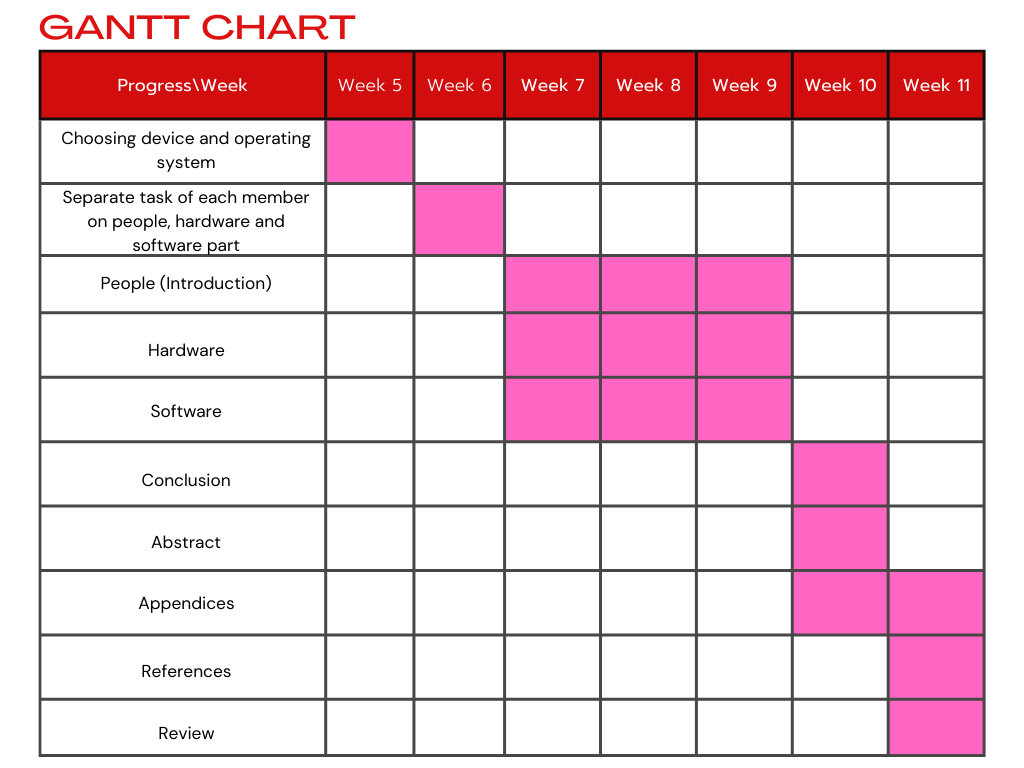 GANTT CHART
Progress\Week Week 5 Week 6 Week 7 Week 8 Week 9 Week 10 Week 11
Choosing device and operating
system
Separate task of each member
on people, hardware and
software part
People (Introduction)
Hardware
Software
Conclusion
Abstract
Appendices
References
Review